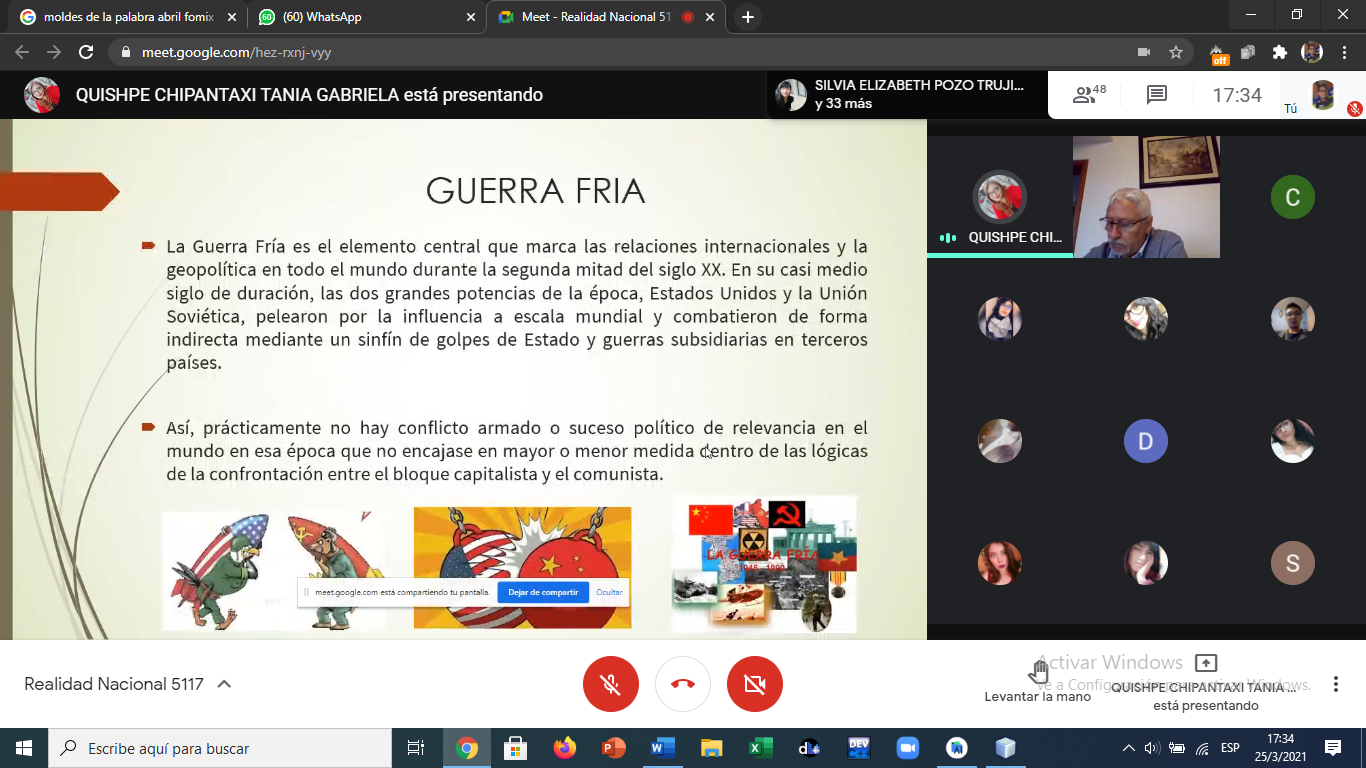 moldes de la palabra abril fomix
(60) WhatsApp
Meet - Realidad Nacional 51
meet.google.com/hez-rxnj-vyy
off
QUISHPE CHIPANTAXI TANIA GABRIELA está presentando
SILVIA ELIZABETH POZO TRUJI...
y 33 más
48
17:34
Tú
GUERRA FRIA
La Guerra Fría es el elemento central que marca las relaciones internacionales y la
geopolítica en todo el mundo durante la segunda mitad del siglo XX. En su casi medio
siglo de duración, las dos grandes potencias de la época, Estados Unidos y la Unión
Soviética, pelearon por la influencia a escala mundial y combatieron de forma
indirecta mediante un sinfín de golpes de Estado y guerras subsidiarias en terceros
países.
Así, prácticamente no hay conflicto armado o suceso político de relevancia en el
mundo en esa época que no encajase en mayor o menor medida dentro de las lógicas
de la confrontación entre el bloque capitalista y el comunista.
LA GUERRA FRÍA
meet.google.com está compartiendo tu pantalla.
Dejar de compartir
Ocultar
QUISHPE CHI...
C
D
S
Realidad Nacional 5117
Levantar la mano
Activar Windows
Ve a Configuración para activar Windows.
QUISHPE CHIPANTAXI TANIA ...
está presentando
Escribe aquí para buscar
DEV
ESP
17:34
25/3/2021